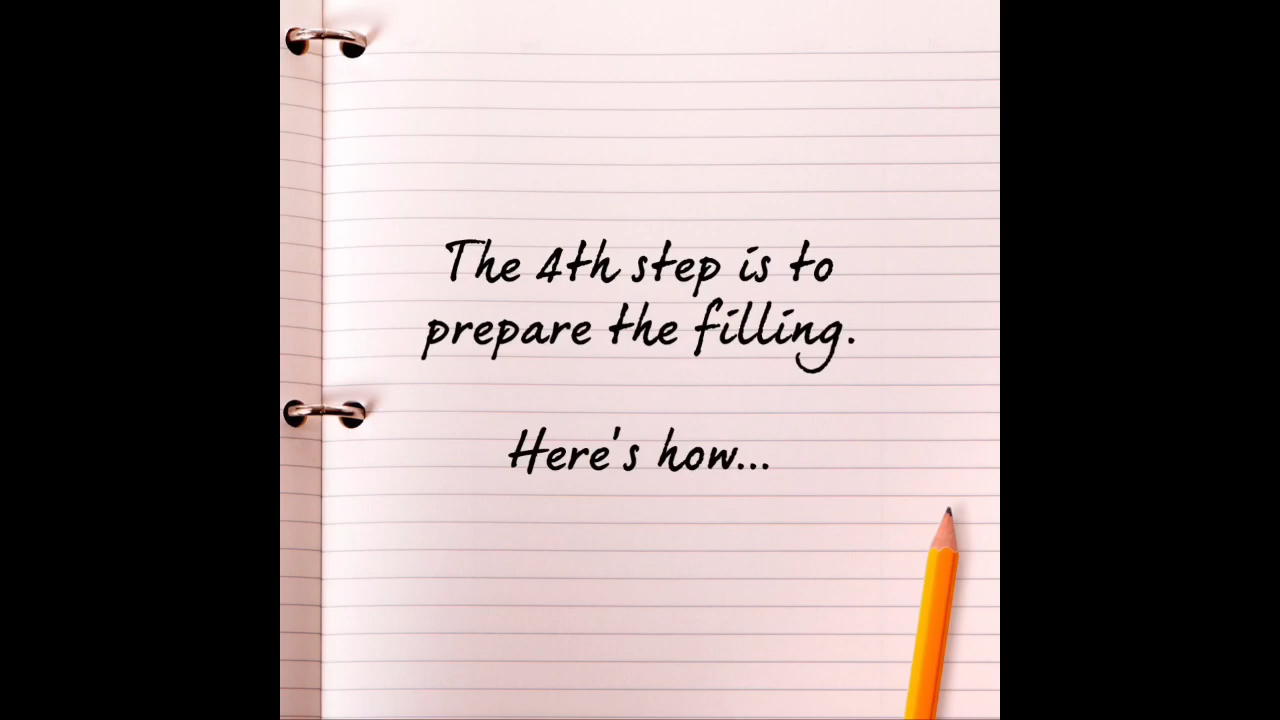 The 4th step is to
prepare the filling.
Here's how...